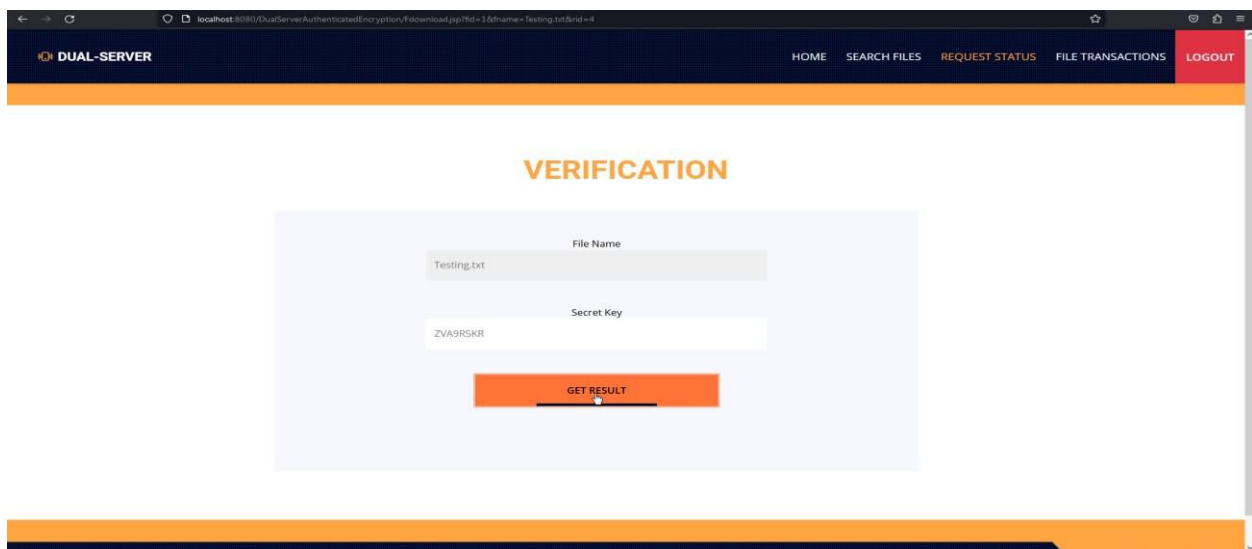 localhost:8080/DualServerAuthenticatedEncryption/Fdownload.jsp?fid=1&fname=Testing.txt&rid=4
DUAL-SERVER
HOME SEARCH FILES REQUEST STATUS FILE TRANSACTIONS LOGOUT
VERIFICATION
File Name
Testing.txt
Secret Key
ZVA9RSKR
GET RESULT